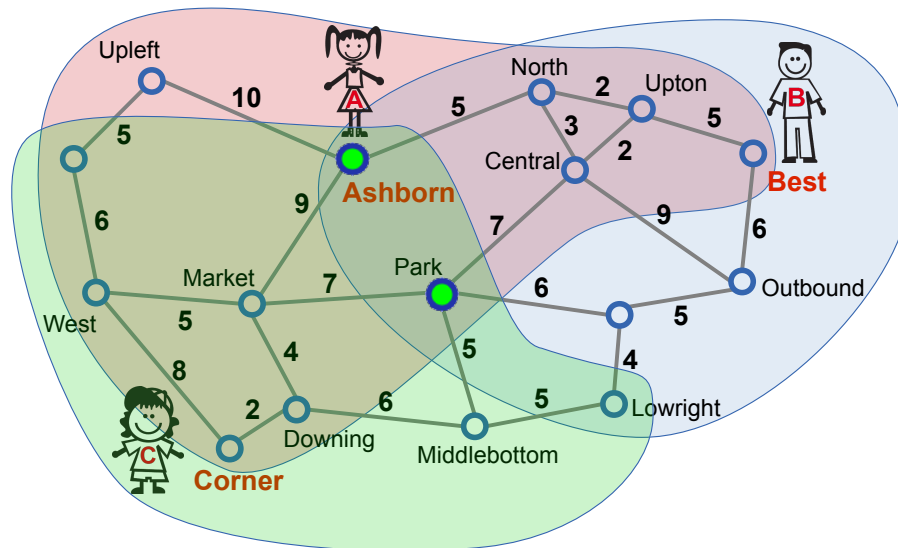 Upleft
10
A
North
2
Upton
B
5
5
5
3
Central
2
Best
Ashborn
6
9
7
9
6
Market
7
Park
6
Outbound
West
5
5
8
4
5
4
C
2
6
5
Lowright
Downing
Middlebottom
Corner